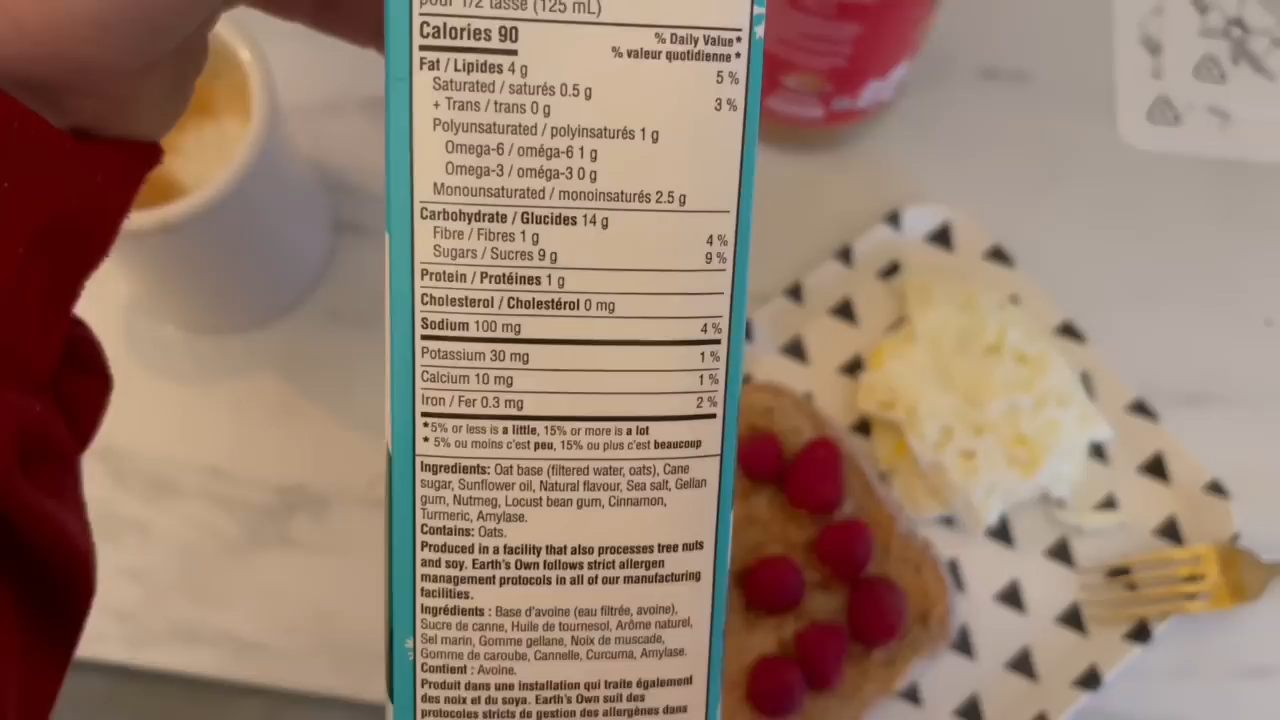 pour 1/2 tasse (125 mL)
Calories 90
% Daily Value*
% valeur quotidienne*
Fat / Lipides 4 g 5 %
Saturated / saturés 0.5 g
+ Trans / trans 0 g 3 %
Polyunsaturated / polyinsaturés 1 g
Omega-6 / oméga-6 1 g
Omega-3 / oméga-3 0 g
Monounsaturated / monoinsaturés 2.5 g
Carbohydrate / Glucides 14 g
Fibre / Fibres 1 g 4 %
Sugars / Sucres 9 g 9 %
Protein / Protéines 1 g
Cholesterol / Cholestérol 0 mg
Sodium 100 mg 4 %
Potassium 30 mg 1 %
Calcium 10 mg 1 %
Iron / Fer 0.3 mg 2 %
*5% or less is a little, 15% or more is a lot
* 5% ou moins c'est peu, 15% ou plus c'est beaucoup
Ingredients: Oat base (filtered water, oats), Cane
sugar, Sunflower oil, Natural flavour, Sea salt, Gellan
gum, Nutmeg, Locust bean gum, Cinnamon,
Turmeric, Amylase.
Contains: Oats.
Produced in a facility that also processes tree nuts
and soy. Earth's Own follows strict allergen
management protocols in all of our manufacturing
facilities.
Ingrédients : Base d'avoine (eau filtrée, avoine),
Sucre de canne, Huile de tournesol, Arôme naturel,
Sel marin, Gomme gellane, Noix de muscade,
Gomme de caroube, Cannelle, Curcuma, Amylase.
Contient : Avoine.
Produit dans une installation qui traite également
des noix et du soya. Earth's Own suit des
protocoles stricts de gestion des allergènes dans